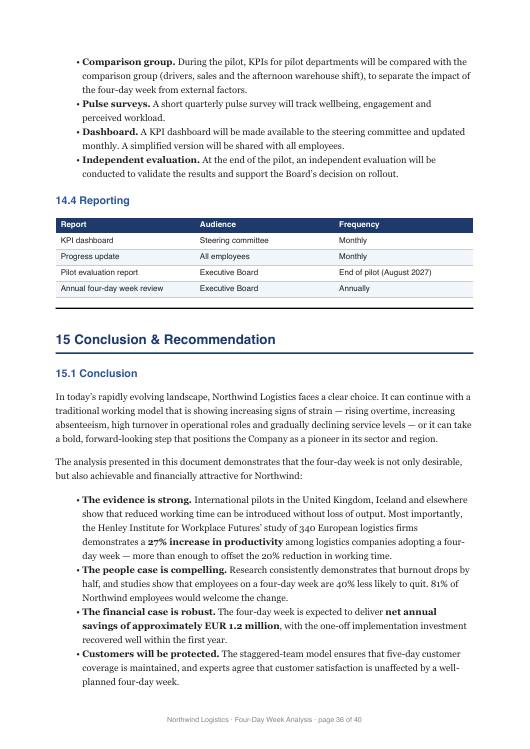 • Comparison group. During the pilot, KPIs for pilot departments will be compared with the
comparison group (drivers, sales and the afternoon warehouse shift), to separate the impact of
the four-day week from external factors.
• Pulse surveys. A short quarterly pulse survey will track wellbeing, engagement and
perceived workload.
• Dashboard. A KPI dashboard will be made available to the steering committee and updated
monthly. A simplified version will be shared with all employees.
• Independent evaluation. At the end of the pilot, an independent evaluation will be
conducted to validate the results and support the Board's decision on rollout.
14.4 Reporting
Report Audience Frequency
KPI dashboard Steering committee Monthly
Progress update All employees Monthly
Pilot evaluation report Executive Board End of pilot (August 2027)
Annual four-day week review Executive Board Annually
15 Conclusion & Recommendation
15.1 Conclusion
In today's rapidly evolving landscape, Northwind Logistics faces a clear choice. It can continue with a
traditional working model that is showing increasing signs of strain — rising overtime, increasing
absenteeism, high turnover in operational roles and gradually declining service levels — or it can take
a bold, forward-looking step that positions the Company as a pioneer in its sector and region.
The analysis presented in this document demonstrates that the four-day week is not only desirable,
but also achievable and financially attractive for Northwind:
• The evidence is strong. International pilots in the United Kingdom, Iceland and elsewhere
show that reduced working time can be introduced without loss of output. Most importantly,
the Henley Institute for Workplace Futures' study of 340 European logistics firms
demonstrates a 27% increase in productivity among logistics companies adopting a four-
day week — more than enough to offset the 20% reduction in working time.
• The people case is compelling. Research consistently demonstrates that burnout drops by
half, and studies show that employees on a four-day week are 40% less likely to quit. 81% of
Northwind employees would welcome the change.
• The financial case is robust. The four-day week is expected to deliver net annual
savings of approximately EUR 1.2 million, with the one-off implementation investment
recovered well within the first year.
• Customers will be protected. The staggered-team model ensures that five-day customer
coverage is maintained, and experts agree that customer satisfaction is unaffected by a well-
planned four-day week.
Northwind Logistics · Four-Day Week Analysis · page 36 of 40